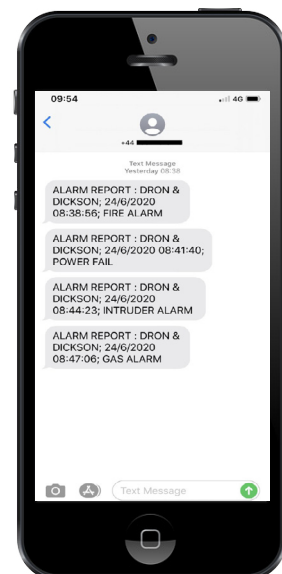 09:54
4G
+44
Text Message
Yesterday 08:38
ALARM REPORT : DRON &
DICKSON; 24/6/2020
08:38:56; FIRE ALARM
ALARM REPORT : DRON &
DICKSON; 24/6/2020 08:41:40;
POWER FAIL
ALARM REPORT : DRON &
DICKSON; 24/6/2020
08:44:23; INTRUDER ALARM
ALARM REPORT : DRON &
DICKSON; 24/6/2020
08:47:06; GAS ALARM
Text Message